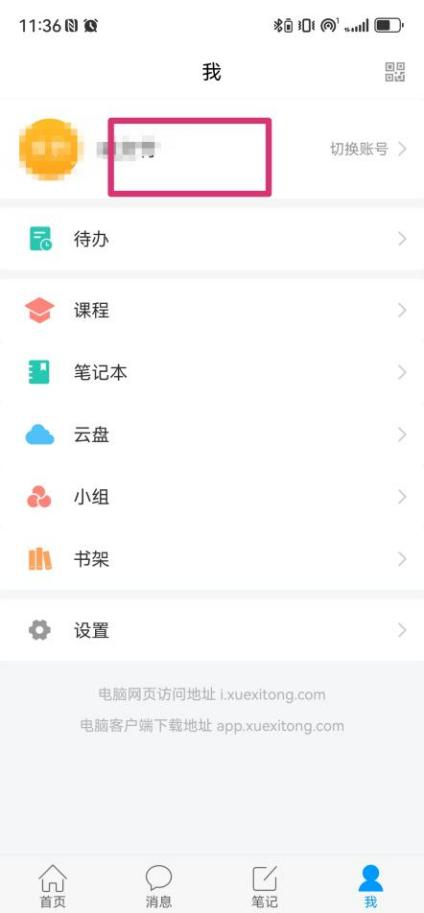 11:36
我
切换账号
待办
课程
笔记本
云盘
小组
书架
设置
电脑网页访问地址 i.xuexitong.com
电脑客户端下载地址 app.xuexitong.com
首页 消息 笔记 我